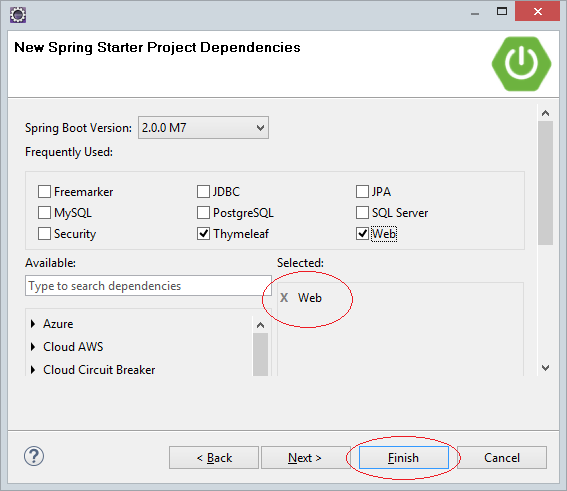 New Spring Starter Project Dependencies
Spring Boot Version: 2.0.0 M7
Frequently Used:
Freemarker JDBC JPA
MySQL PostgreSQL SQL Server
Security Thymeleaf Web
Available: Selected:
Type to search dependencies
X Web
Azure
Cloud AWS
Cloud Circuit Breaker
? < Back Next > Finish Cancel